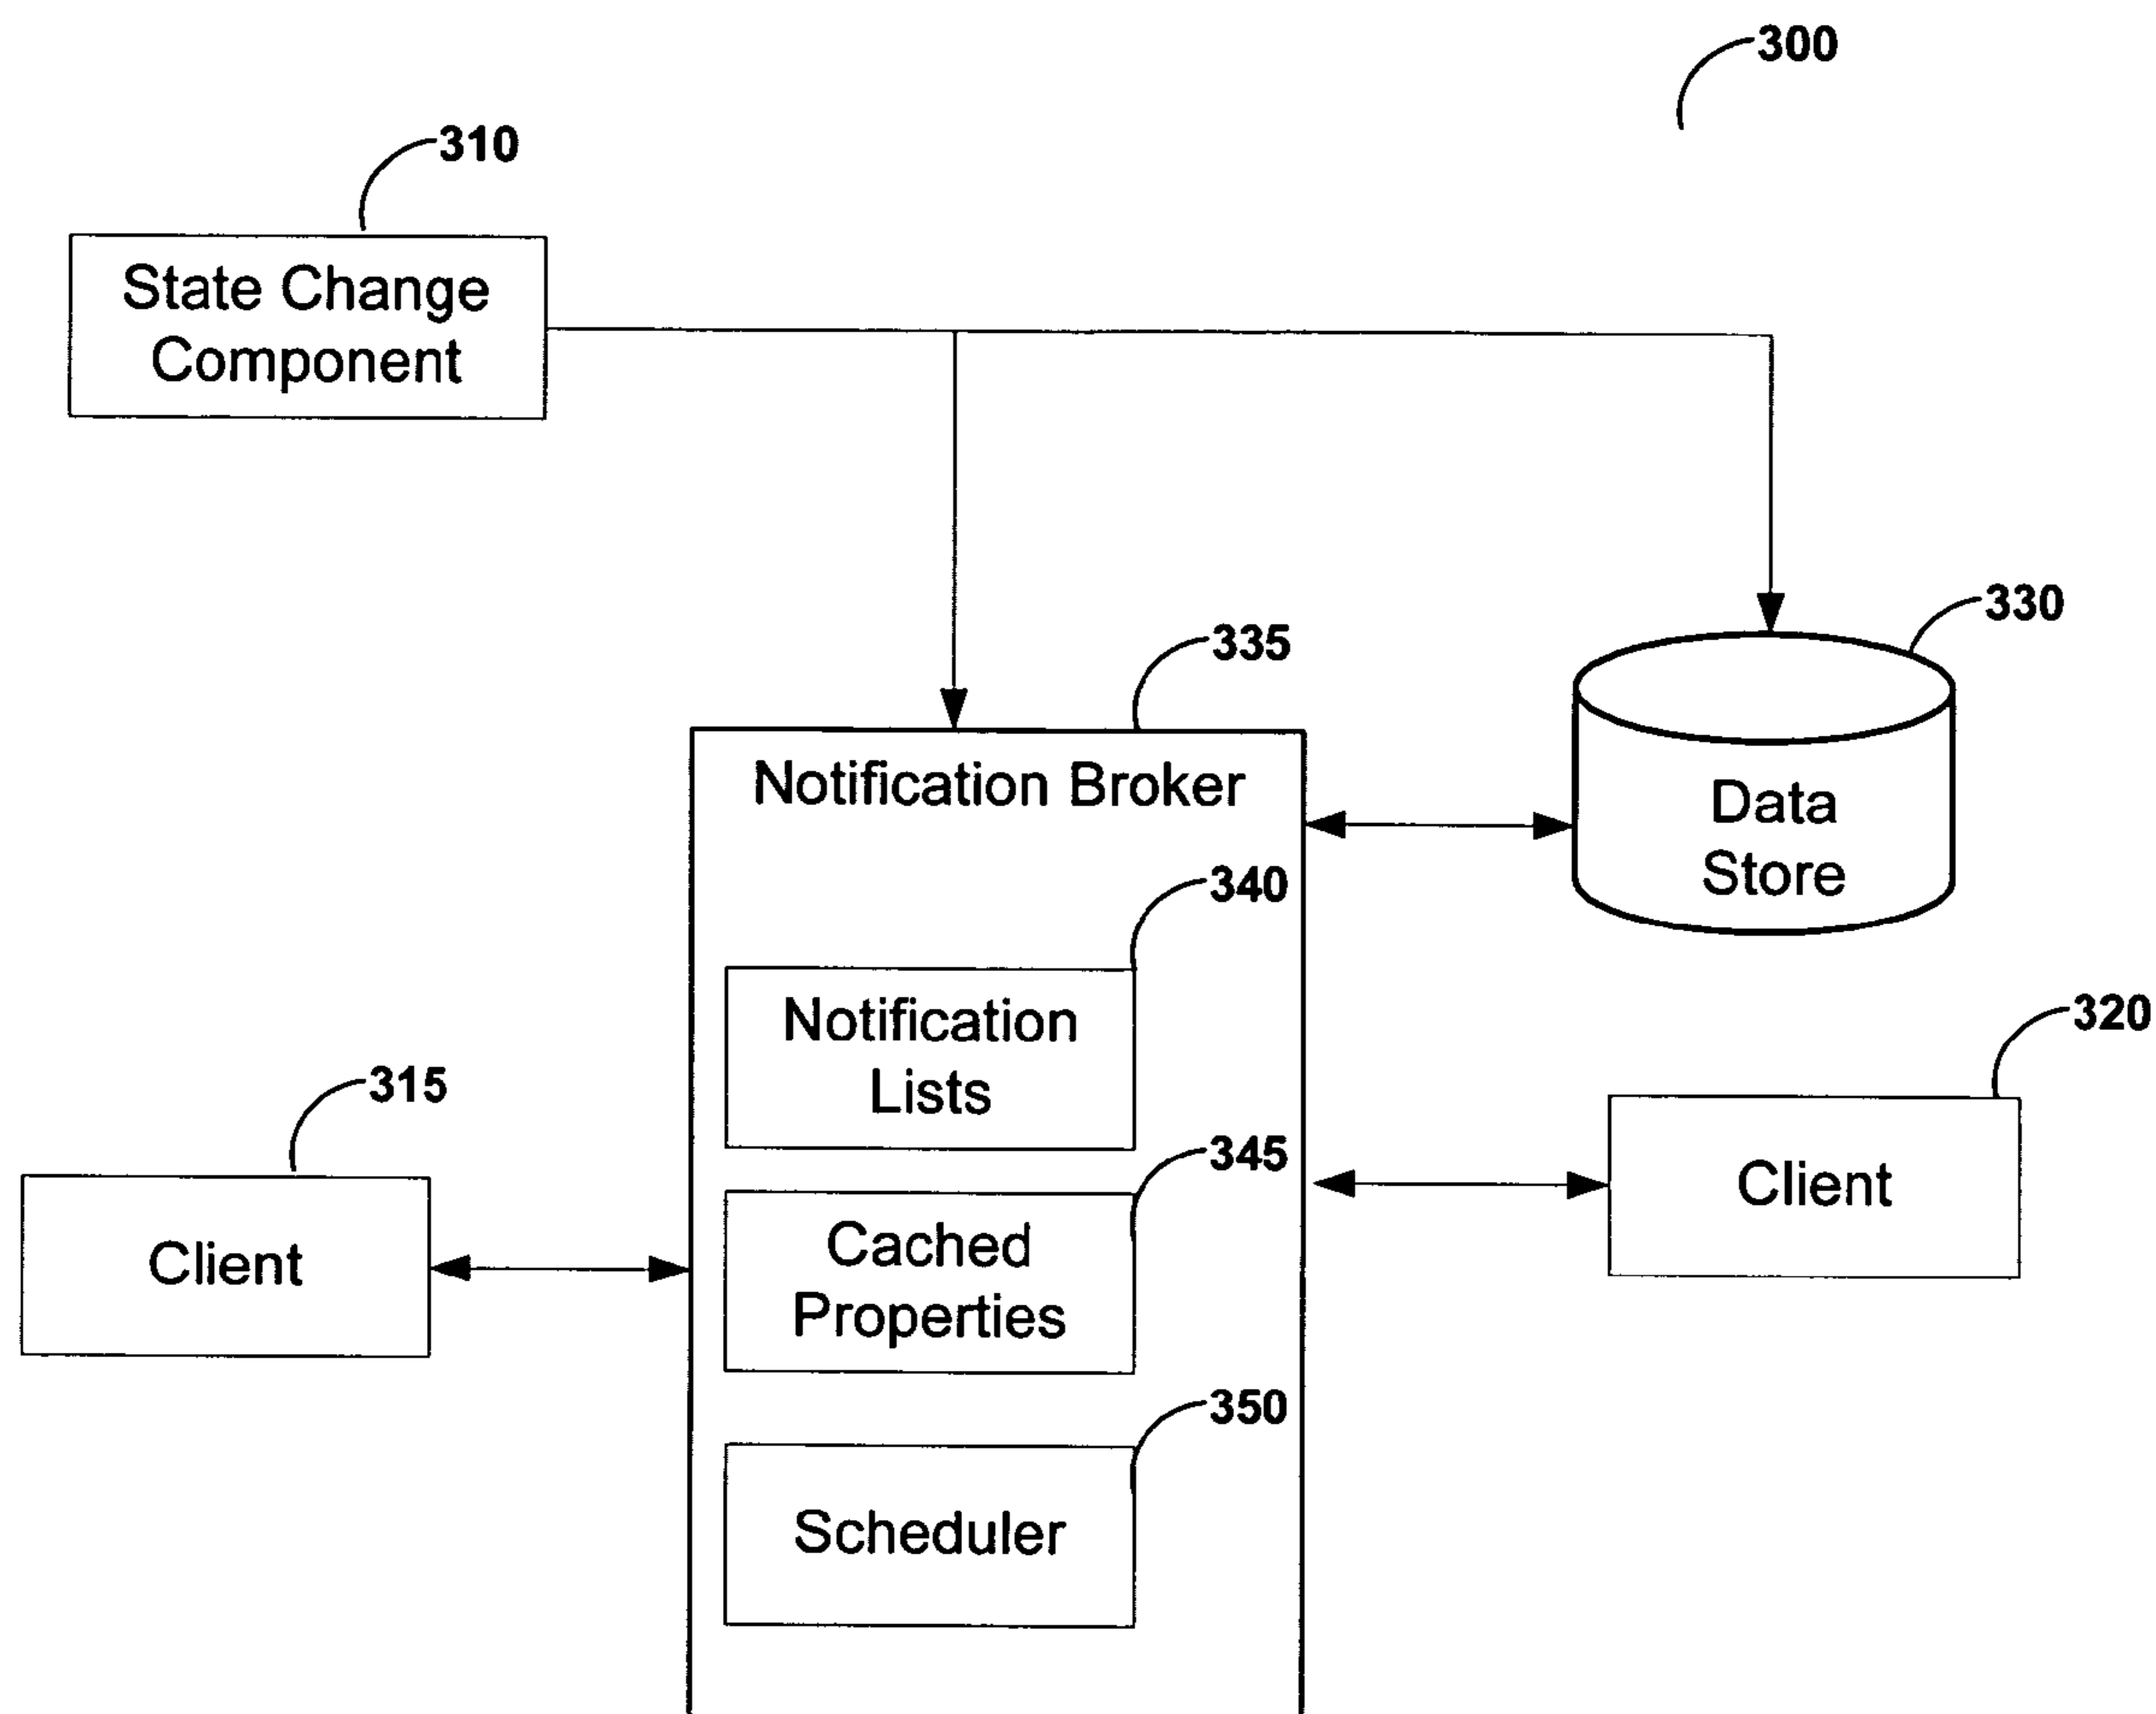 300
310
State Change
Component
330
335
Notification Broker
Data
Store
340
Notification
Lists
320
315
345
Client
Cached
Properties
Client
350
Scheduler